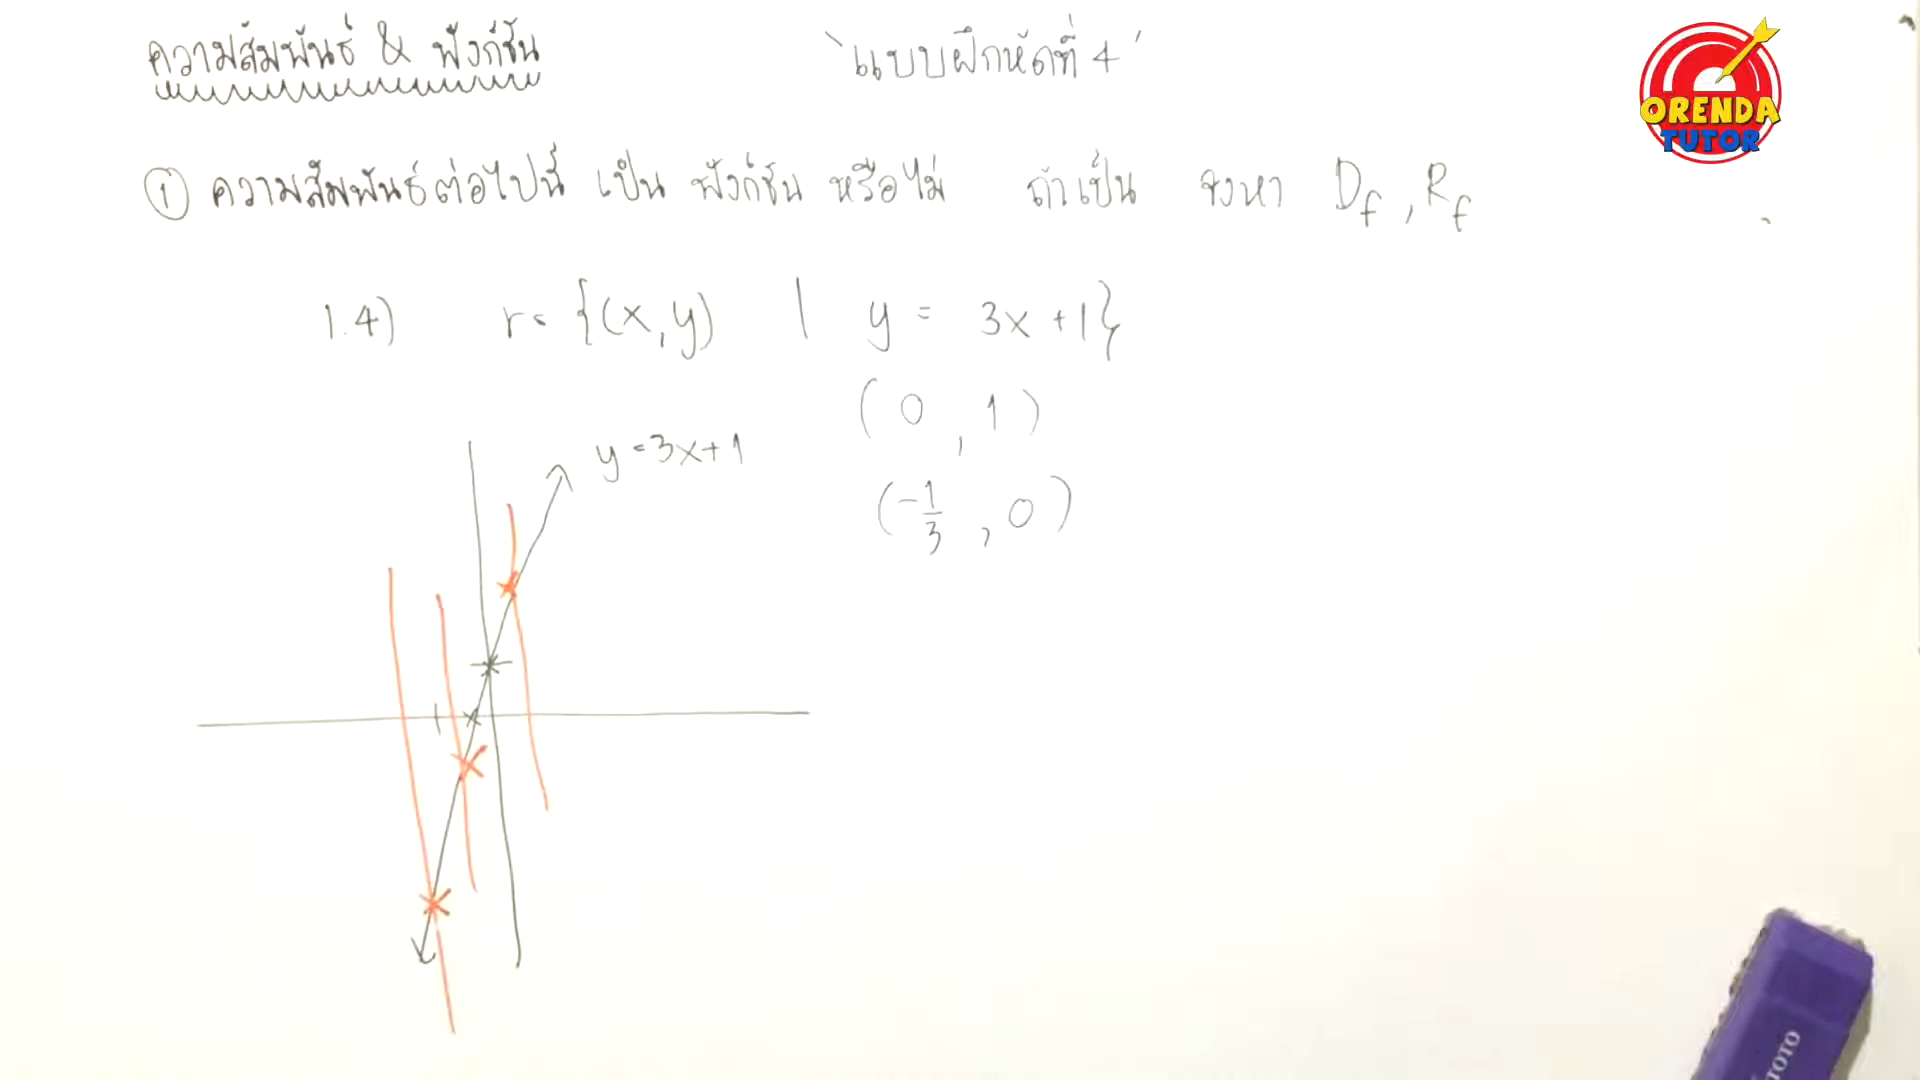 ความสัมพันธ์ & ฟังก์ชัน
`แบบฝึกหัดที่ 4'
ORENDA
TUTOR
① ความสัมพันธ์ต่อไปนี้ เป็น ฟังก์ชัน หรือไม่ ถ้าเป็น จงหา D_f , R_f
1.4) r = {(x,y) | y = 3x + 1}
(0, 1)
y = 3x + 1
(-1/3, 0)
TOTO